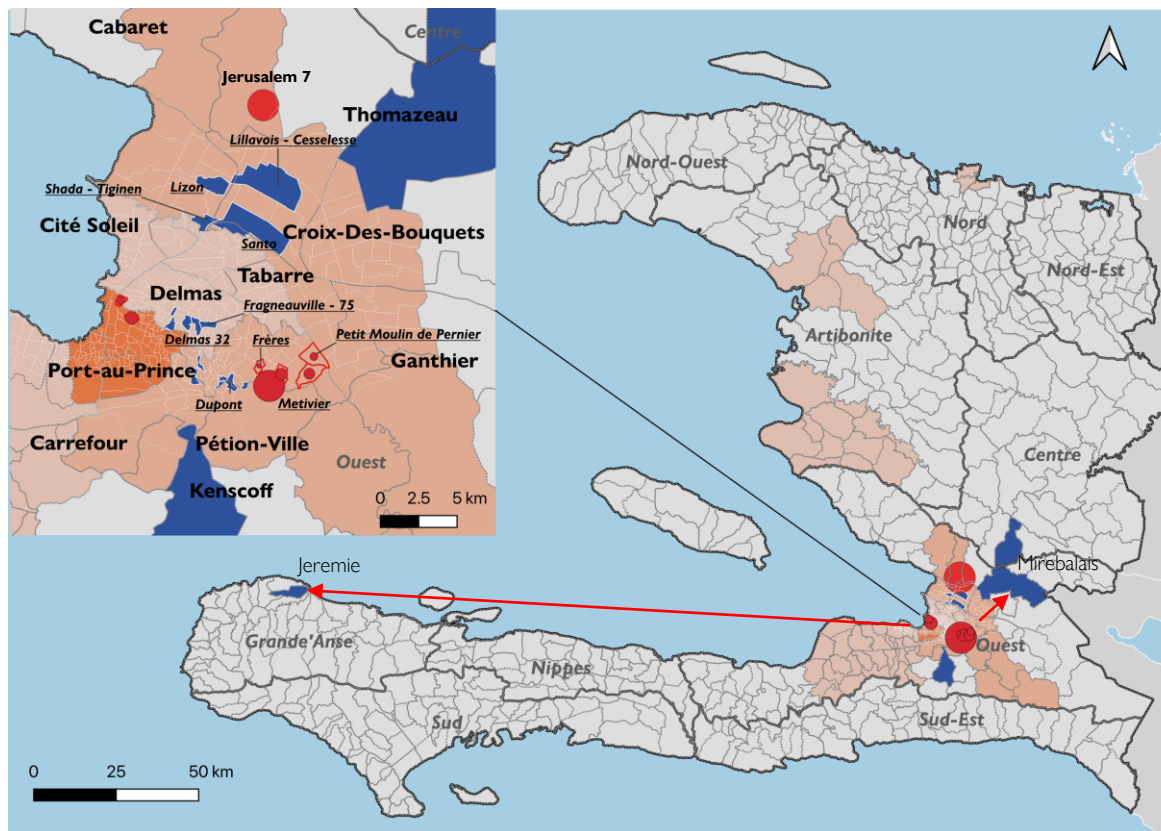 Cabaret
Centre
Jerusalem 7
Thomazeau
Lillavois - Cesselesse
Shada - Tiginen
Lizon
Cité Soleil
Santo
Croix-Des-Bouquets
Tabarre
Delmas
Fragneauville - 75
Delmas 32
Frères
Petit Moulin de Pernier
Port-au-Prince
Ganthier
Dupont
Metivier
Carrefour
Pétion-Ville
Ouest
Kenscoff
0 2.5 5 km
Nord-Ouest
Nord
Nord-Est
Artibonite
Centre
Jeremie
Mirebalais
Grande'Anse
Nippes
Ouest
Sud
Sud-Est
0 25 50 km